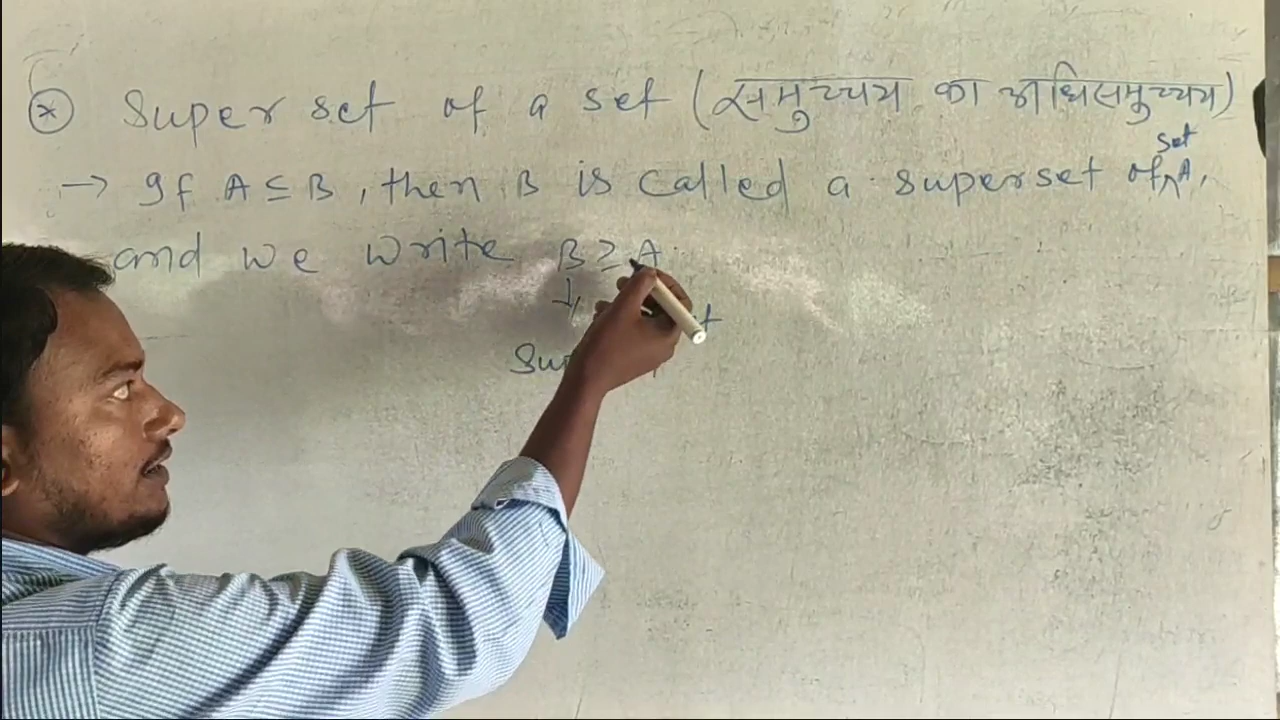 * Super set of a set (समुच्चय का अधिसमुच्चय)
→ If A ⊆ B, then B is called a superset of set A,
and we write B ⊇ A